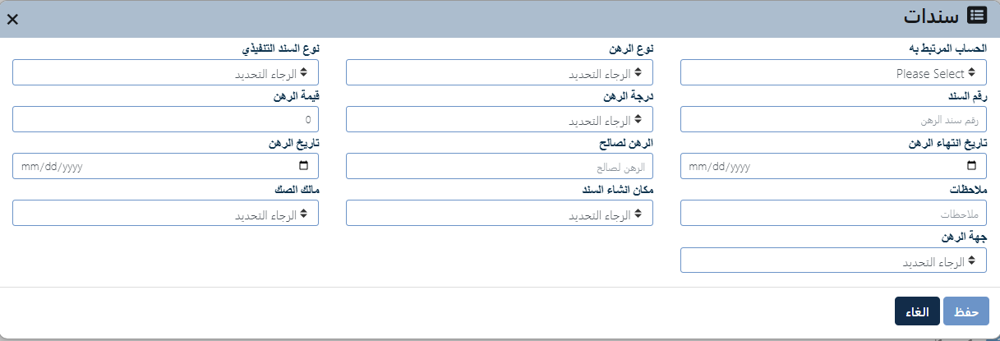 سندات
الحساب المرتبط به
نوع الرهن
نوع السند التنفيذي
Please Select
الرجاء التحديد
الرجاء التحديد
رقم السند
درجة الرهن
قيمة الرهن
رقم سند الرهن
الرجاء التحديد
0
تاريخ انتهاء الرهن
الرهن لصالح
تاريخ الرهن
mm/dd/yyyy
الرهن لصالح
mm/dd/yyyy
ملاحظات
مكان انشاء السند
مالك الصك
ملاحظات
الرجاء التحديد
الرجاء التحديد
جهة الرهن
الرجاء التحديد
حفظ
الغاء